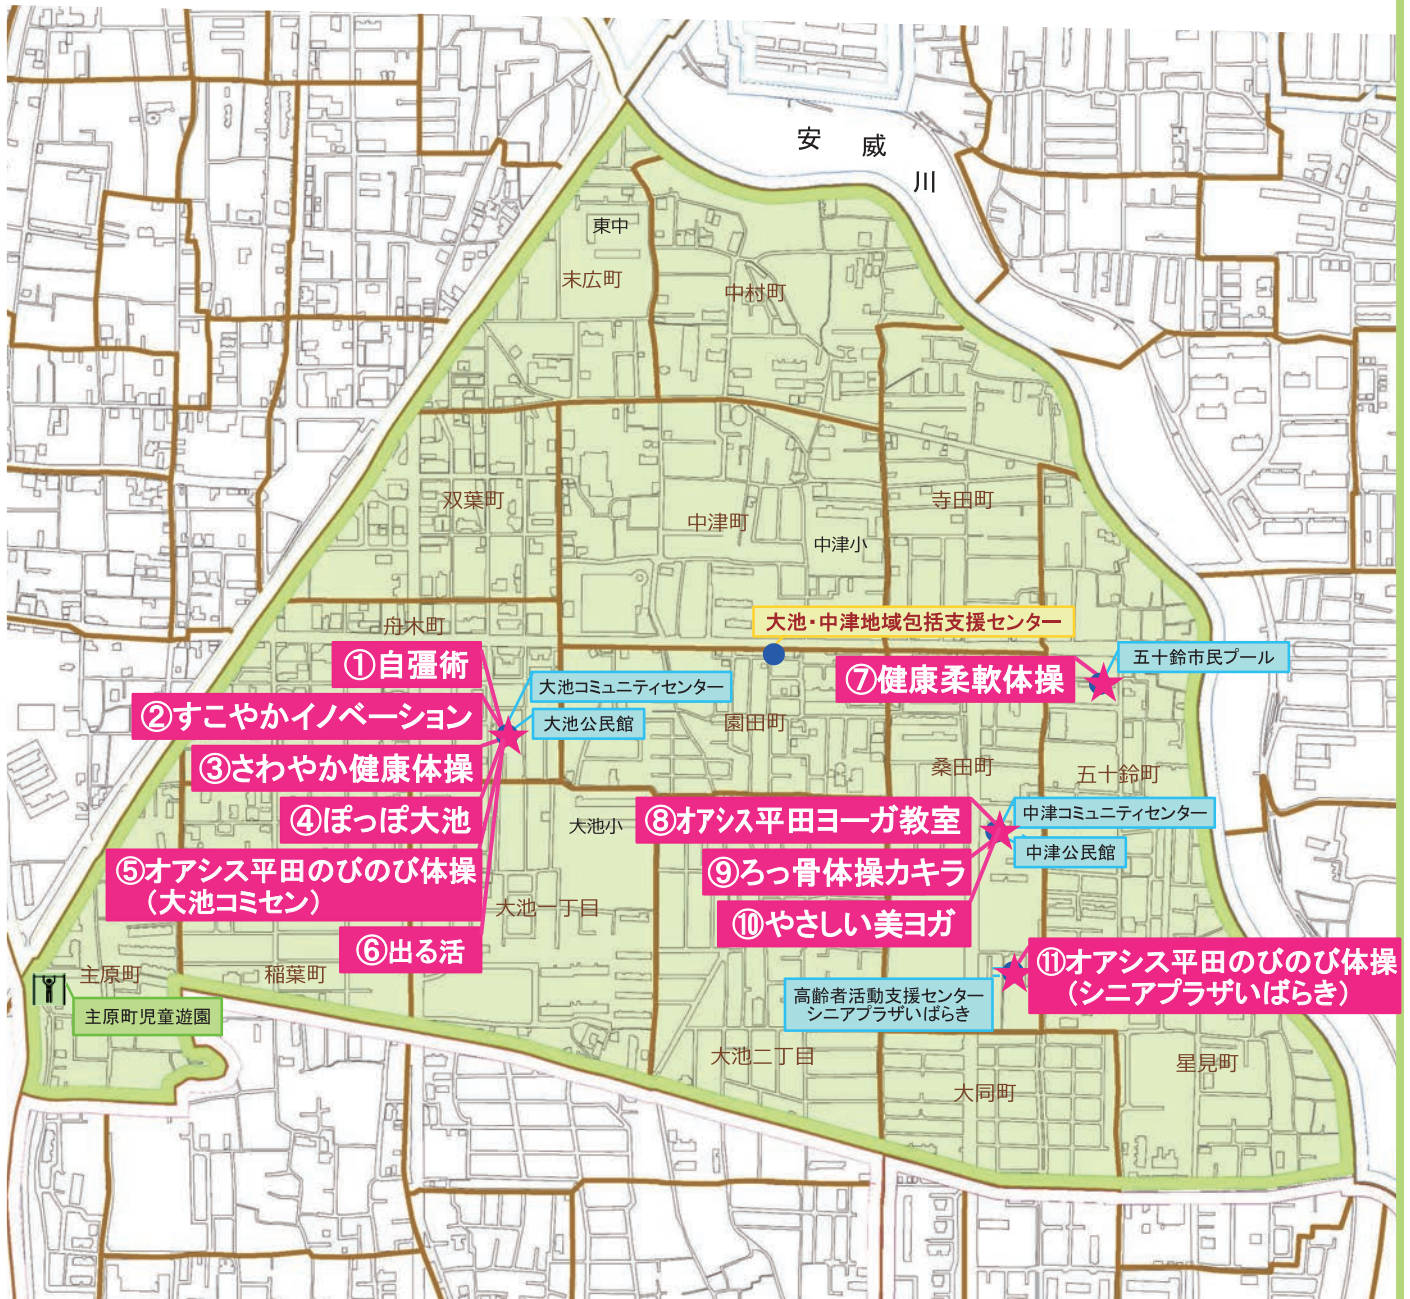 安威川
東中
末広町
中村町
双葉町
中津町
寺田町
中津小
舟木町
大池・中津地域包括支援センター
①自彊術
五十鈴市民プール
⑦健康柔軟体操
大池コミュニティセンター
②すこやかイノベーション
大池公民館
園田町
③さわやか健康体操
桑田町
五十鈴町
④ぽっぽ大池
大池小
⑧オアシス平田ヨーガ教室
中津コミュニティセンター
中津公民館
⑤オアシス平田のびのび体操
（大池コミセン）
⑨ろっ骨体操カキラ
大池一丁目
⑩やさしい美ヨガ
⑥出る活
主原町
稲葉町
⑪オアシス平田のびのび体操
（シニアプラザいばらき）
高齢者活動支援センター
シニアプラザいばらき
主原町児童遊園
大池二丁目
星見町
大同町